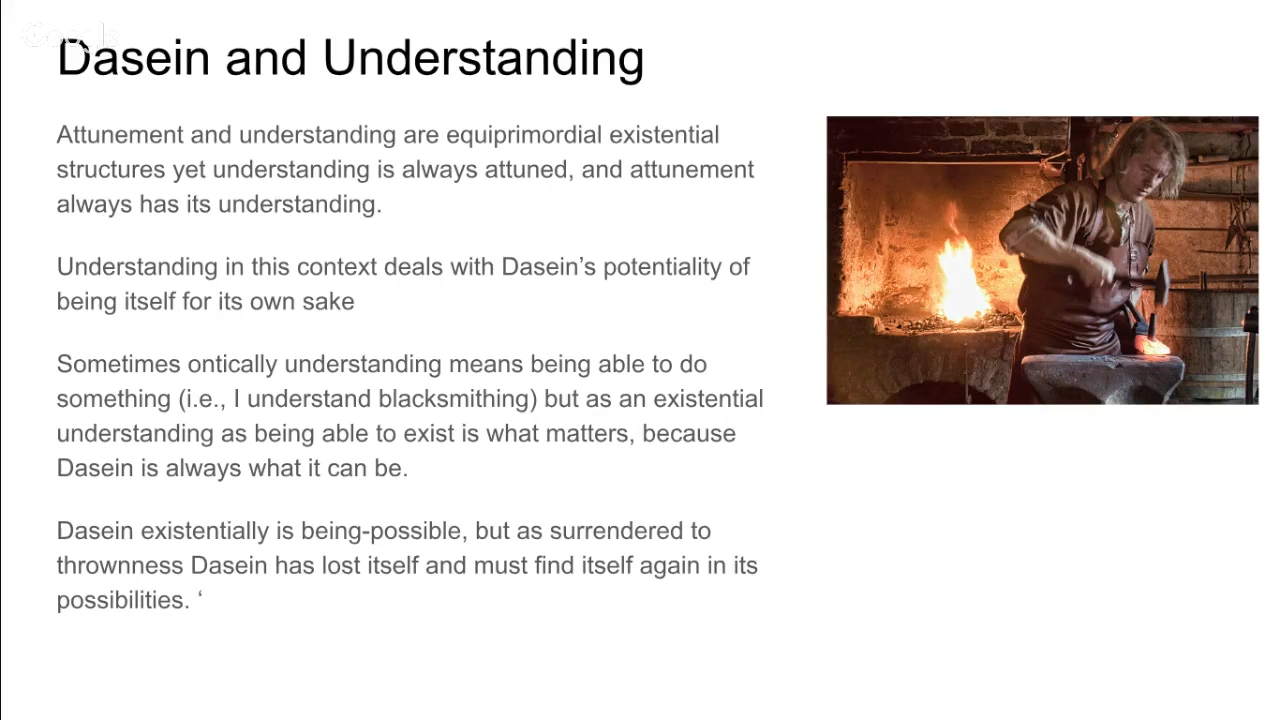 Google
Dasein and Understanding
Attunement and understanding are equiprimordial existential
structures yet understanding is always attuned, and attunement
always has its understanding.
Understanding in this context deals with Dasein’s potentiality of
being itself for its own sake
Sometimes ontically understanding means being able to do
something (i.e., I understand blacksmithing) but as an existential
understanding as being able to exist is what matters, because
Dasein is always what it can be.
Dasein existentially is being-possible, but as surrendered to
thrownness Dasein has lost itself and must find itself again in its
possibilities. ‘